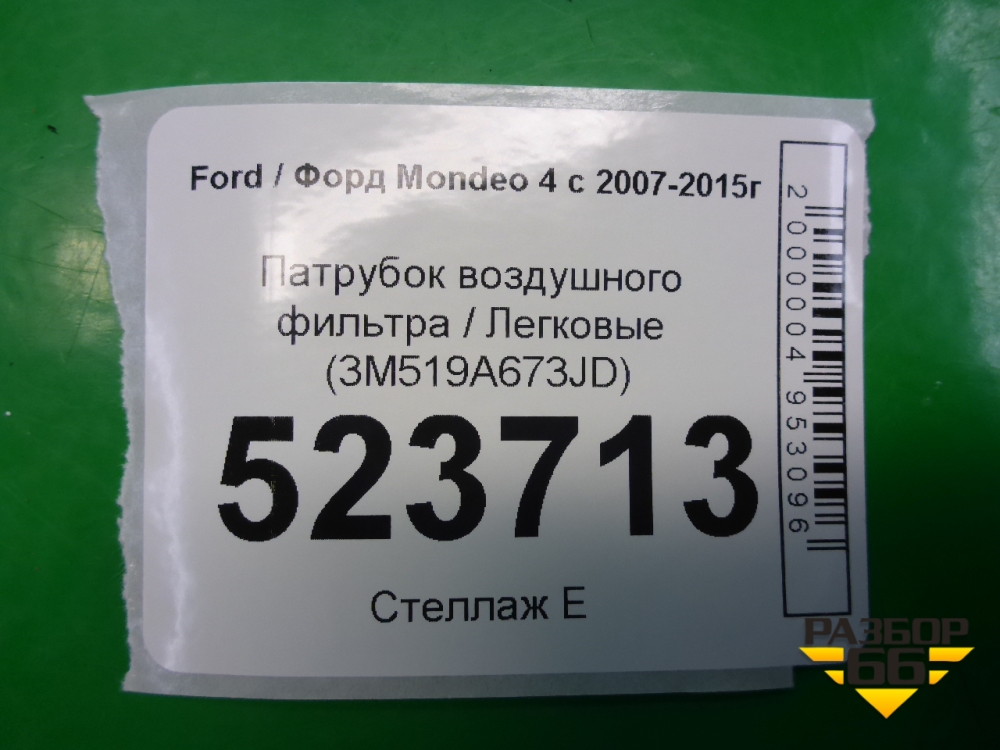 Ford / Форд Mondeo 4 с 2007-2015г
Патрубок воздушного
фильтра / Легковые
(3M519A673JD)
523713
Стеллаж Е
2000004953096
РАЗБОР
66